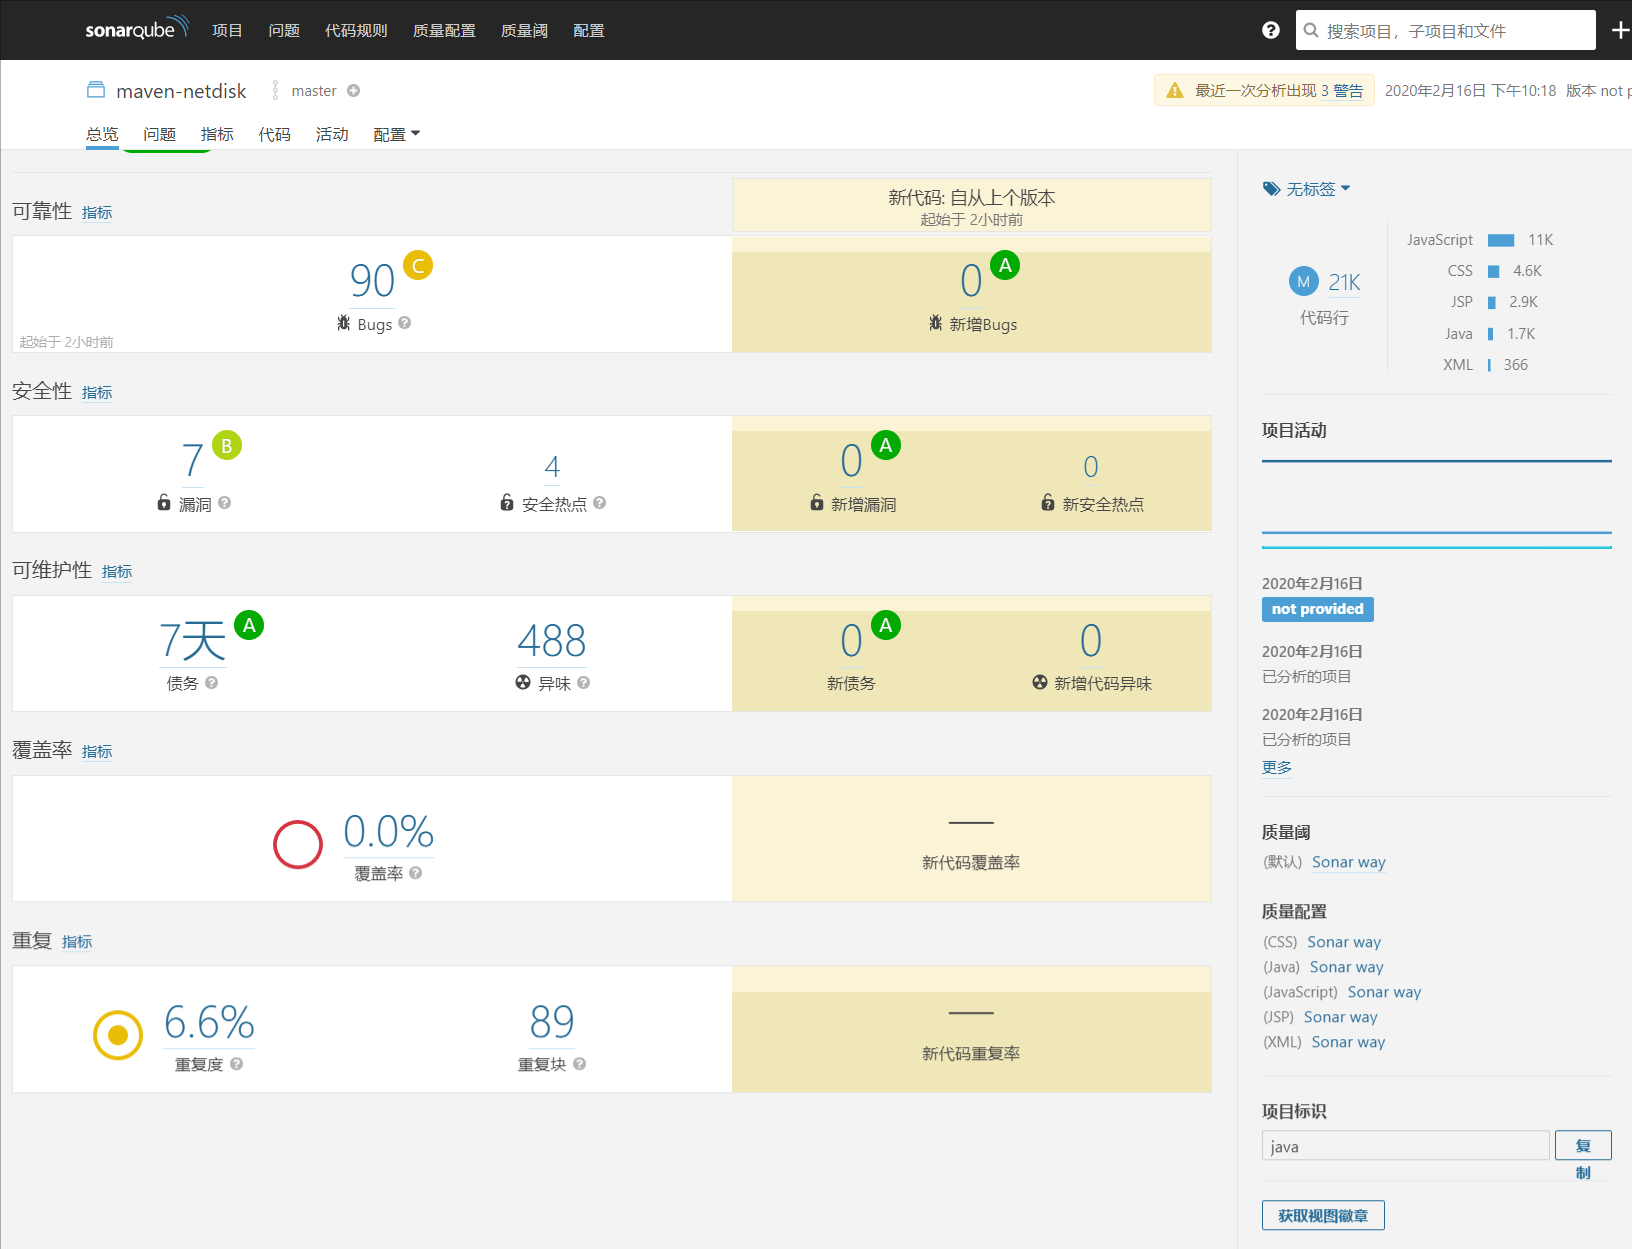 sonarqube 项目 问题 代码规则 质量配置 质量阈 配置 搜索项目，子项目和文件
maven-netdisk master 最近一次分析出现 3 警告 2020年2月16日 下午10:18 版本 not p
总览 问题 指标 代码 活动 配置
可靠性 指标
新代码: 自从上个版本
起始于 2小时前
90 C
Bugs
起始于 2小时前
0 A
新增Bugs
安全性 指标
7 B
漏洞
4
安全热点
0 A
新增漏洞
0
新安全热点
可维护性 指标
7天 A
债务
488
异味
0 A
新债务
0
新增代码异味
覆盖率 指标
0.0%
覆盖率
—
新代码覆盖率
重复 指标
6.6%
重复度
89
重复块
—
新代码重复率
无标签
M 21K
代码行
JavaScript 11K
CSS 4.6K
JSP 2.9K
Java 1.7K
XML 366
项目活动
2020年2月16日
not provided
2020年2月16日
已分析的项目
2020年2月16日
已分析的项目
更多
质量阈
(默认) Sonar way
质量配置
(CSS) Sonar way
(Java) Sonar way
(JavaScript) Sonar way
(JSP) Sonar way
(XML) Sonar way
项目标识
java 复
制
获取视图徽章